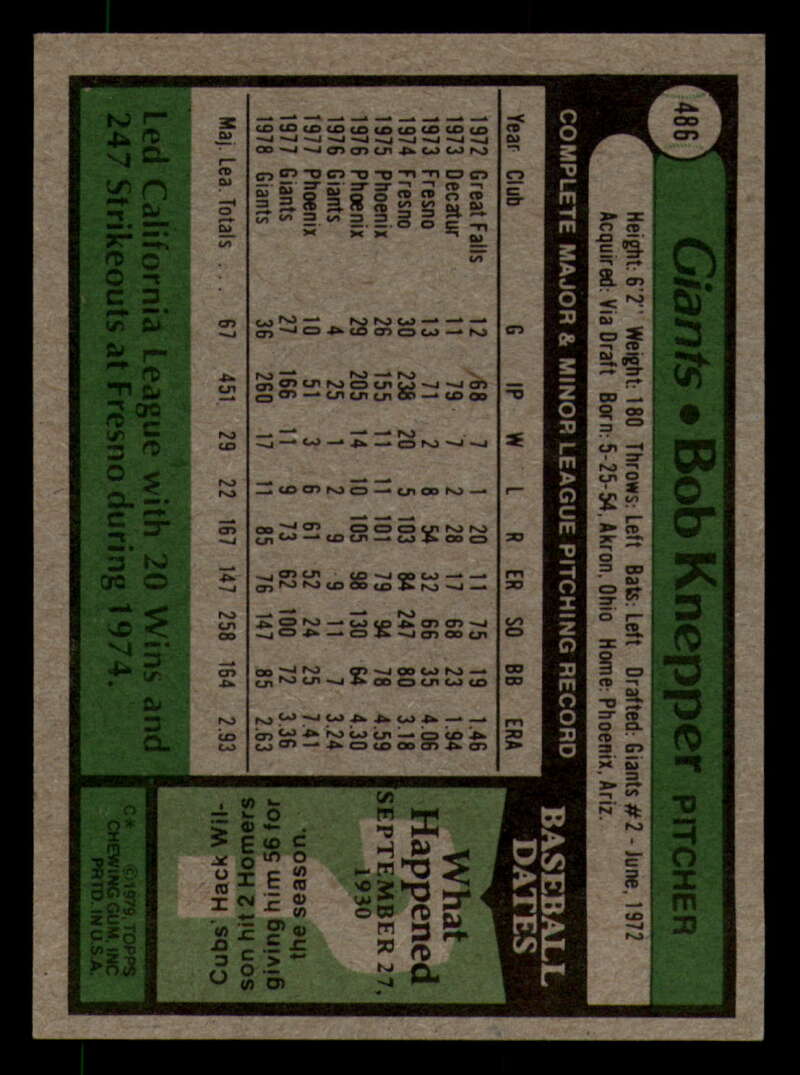 486
Giants • Bob Knepper PITCHER
Height: 6'2" Weight: 180 Throws: Left Bats: Left Drafted: Giants #2 - June, 1972
Acquired: Via Draft Born: 5-25-54, Akron, Ohio Home: Phoenix, Ariz.
COMPLETE MAJOR & MINOR LEAGUE PITCHING RECORD
Year Club G IP W L R ER SO BB ERA
1972 Great Falls 12 68 7 1 20 11 75 19 1.46
1973 Decatur 11 79 7 2 28 17 68 23 1.94
1973 Fresno 13 71 2 8 54 32 66 35 4.06
1974 Fresno 30 238 20 5 103 84 247 80 3.18
1975 Phoenix 26 155 11 11 101 79 94 78 4.59
1976 Phoenix 29 205 14 10 105 98 130 64 4.30
1976 Giants 4 25 1 2 9 9 11 7 3.24
1977 Phoenix 10 51 3 6 61 52 24 25 7.41
1977 Giants 27 166 11 9 73 62 100 72 3.36
1978 Giants 36 260 17 11 85 76 147 85 2.63
Maj. Lea. Totals . . . 67 451 29 22 167 147 258 164 2.93
Led California League with 20 Wins and
247 Strikeouts at Fresno during 1974.
BASEBALL
DATES
What
Happened
SEPTEMBER 27,
1930
Cubs' Hack Wil-
son hit 2 Homers
giving him 56 for
the season.
C* ©1979, TOPPS
CHEWING GUM, INC
PRTD. IN U.S.A.